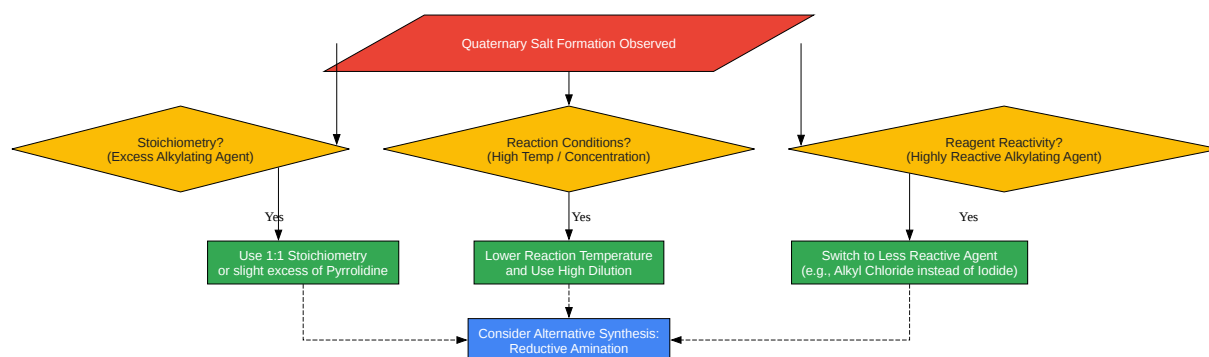 Quaternary Salt Formation Observed
Stoichiometry?
(Excess Alkylating Agent)
Reaction Conditions?
(High Temp / Concentration)
Reagent Reactivity?
(Highly Reactive Alkylating Agent)
Yes
Yes
Yes
Use 1:1 Stoichiometry
or slight excess of Pyrrolidine
Lower Reaction Temperature
and Use High Dilution
Switch to Less Reactive Agent
(e.g., Alkyl Chloride instead of Iodide)
Consider Alternative Synthesis:
Reductive Amination